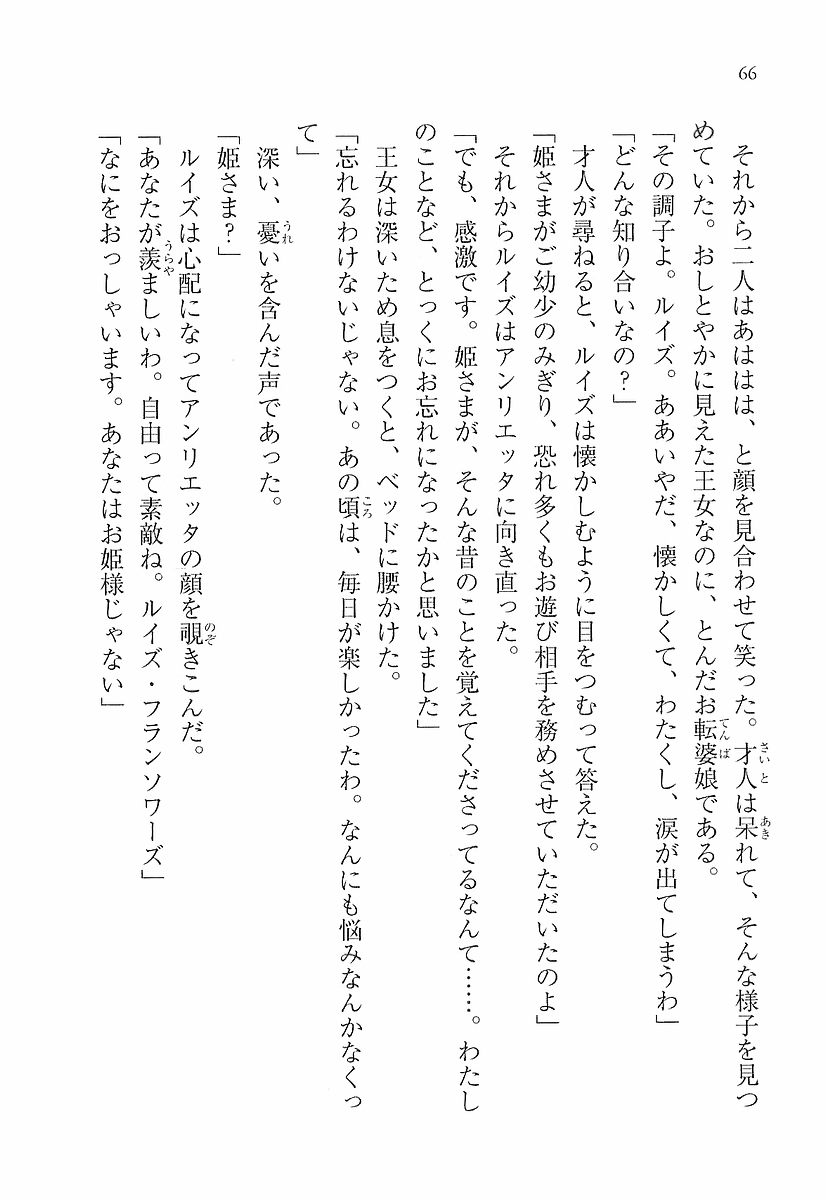 66
それから二人はあははは、と顔を見合わせて笑った。才人は呆れて、そんな様子を見つ
めていた。おしとやかに見えた王女なのに、とんだお転婆娘である。
「その調子よ。ルイズ。ああいやだ、懐かしくて、わたくし、涙が出てしまうわ」
「どんな知り合いなの？」
才人が尋ねると、ルイズは懐かしむように目をつむって答えた。
「姫さまがご幼少のみぎり、恐れ多くもお遊び相手を務めさせていただいたのよ」
それからルイズはアンリエッタに向き直った。
「でも、感激です。姫さまが、そんな昔のことを覚えてくださってるなんて……。わたし
のことなど、とっくにお忘れになったかと思いました」
王女は深いため息をつくと、ベッドに腰かけた。
「忘れるわけないじゃない。あの頃は、毎日が楽しかったわ。なんにも悩みなんかなくっ
て」
深い、憂いを含んだ声であった。
「姫さま？」
ルイズは心配になってアンリエッタの顔を覗きこんだ。
「あなたが羨ましいわ。自由って素敵ね。ルイズ・フランソワーズ」
「なにをおっしゃいます。あなたはお姫様じゃない」